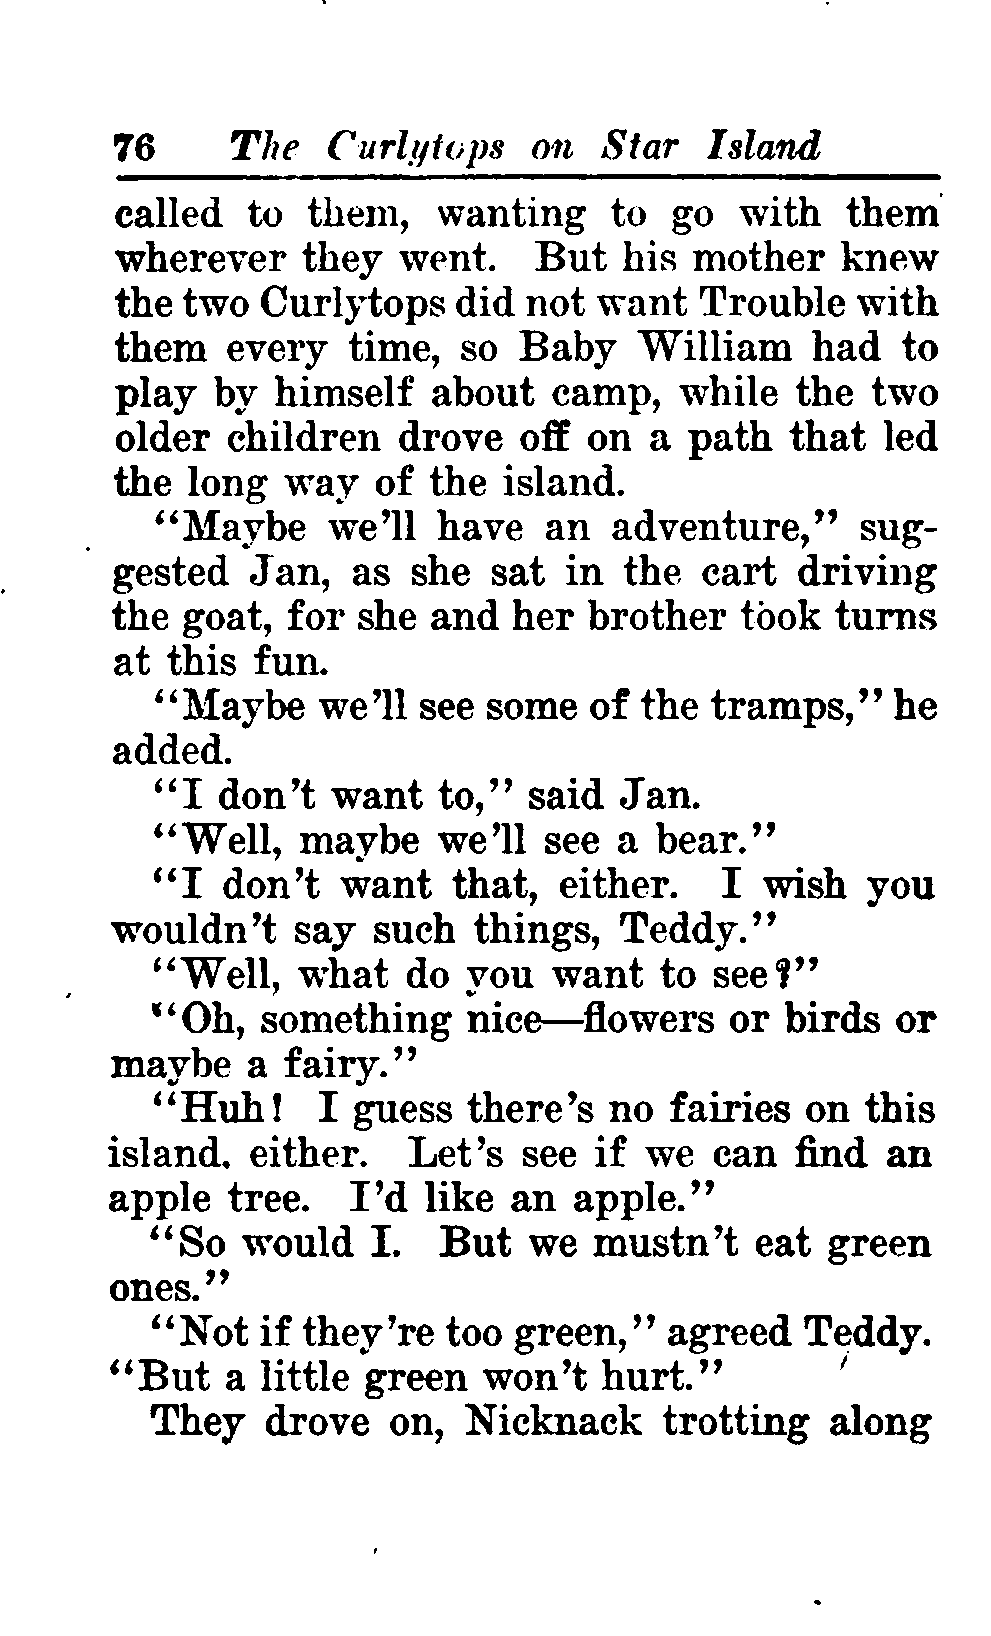 76 The Curlytops on Star Island
called to them, wanting to go with them
wherever they went. But his mother knew
the two Curlytops did not want Trouble with
them every time, so Baby William had to
play by himself about camp, while the two
older children drove off on a path that led
the long way of the island.
“Maybe we’ll have an adventure,” sug-
gested Jan, as she sat in the cart driving
the goat, for she and her brother took turns
at this fun.
“Maybe we’ll see some of the tramps,” he
added.
“I don’t want to,” said Jan.
“Well, maybe we’ll see a bear.”
“I don’t want that, either. I wish you
wouldn’t say such things, Teddy.”
“Well, what do you want to see?”
“Oh, something nice—flowers or birds or
maybe a fairy.”
“Huh! I guess there’s no fairies on this
island, either. Let’s see if we can find an
apple tree. I’d like an apple.”
“So would I. But we mustn’t eat green
ones.”
“Not if they’re too green,” agreed Teddy.
“But a little green won’t hurt.”
They drove on, Nicknack trotting along